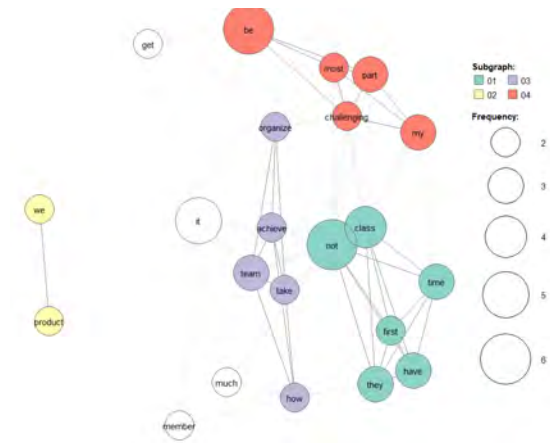 be
get
most
part
challenging
my
organize
we
it
achieve
not
class
team
take
time
product
first
much
they
have
how
member
Subgraph:
01 03
02 04
Frequency:
2
3
4
5
6